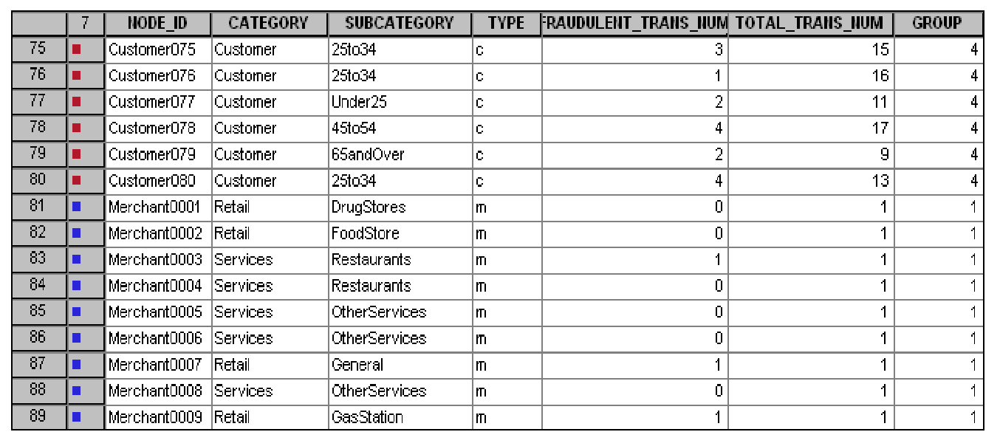 7 NODE_ID CATEGORY SUBCATEGORY TYPE FRAUDULENT_TRANS_NUM TOTAL_TRANS_NUM GROUP
75 Customer075 Customer 25to34 c 3 15 4
76 Customer076 Customer 25to34 c 1 16 4
77 Customer077 Customer Under25 c 2 11 4
78 Customer078 Customer 45to54 c 4 17 4
79 Customer079 Customer 65andOver c 2 9 4
80 Customer080 Customer 25to34 c 4 13 4
81 Merchant0001 Retail DrugStores m 0 1 1
82 Merchant0002 Retail FoodStore m 0 1 1
83 Merchant0003 Services Restaurants m 1 1 1
84 Merchant0004 Services Restaurants m 0 1 1
85 Merchant0005 Services OtherServices m 0 1 1
86 Merchant0006 Services OtherServices m 0 1 1
87 Merchant0007 Retail General m 1 1 1
88 Merchant0008 Services OtherServices m 0 1 1
89 Merchant0009 Retail GasStation m 1 1 1